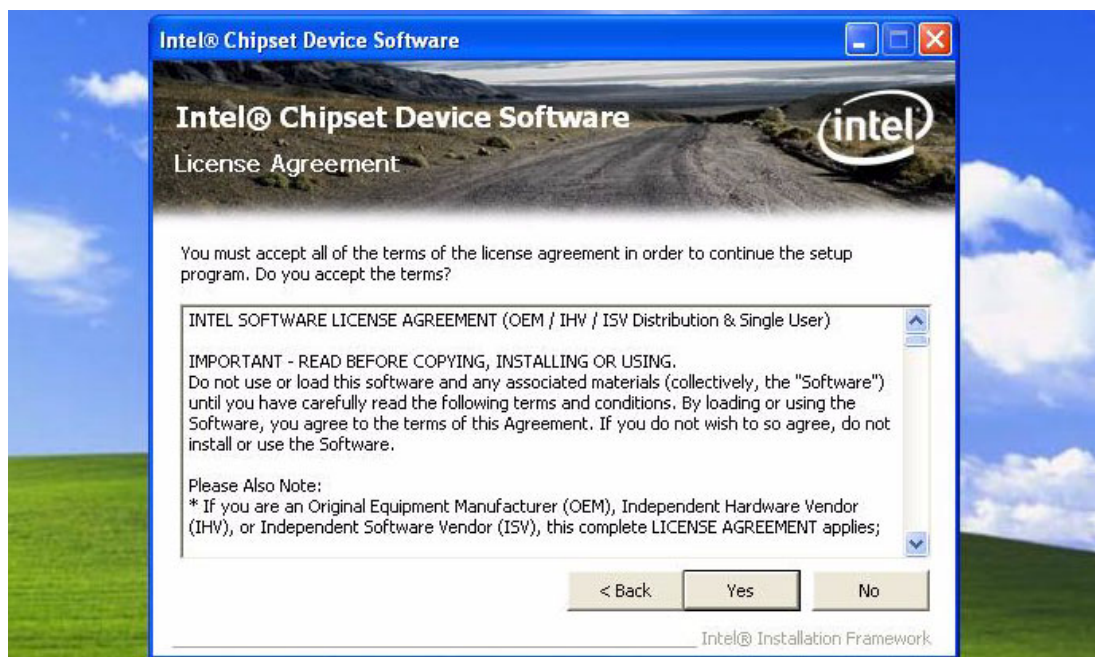 Intel® Chipset Device Software
Intel® Chipset Device Software
intel
License Agreement
You must accept all of the terms of the license agreement in order to continue the setup
program. Do you accept the terms?
INTEL SOFTWARE LICENSE AGREEMENT (OEM / IHV / ISV Distribution & Single User)
IMPORTANT - READ BEFORE COPYING, INSTALLING OR USING.
Do not use or load this software and any associated materials (collectively, the "Software")
until you have carefully read the following terms and conditions. By loading or using the
Software, you agree to the terms of this Agreement. If you do not wish to so agree, do not
install or use the Software.
Please Also Note:
* If you are an Original Equipment Manufacturer (OEM), Independent Hardware Vendor
(IHV), or Independent Software Vendor (ISV), this complete LICENSE AGREEMENT applies;
< Back Yes No
Intel® Installation Framework